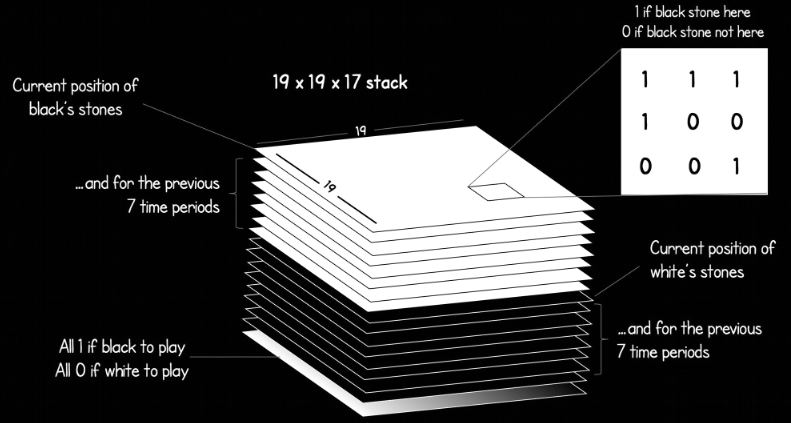 1 if black stone here
0 if black stone not here
1 1 1
1 0 0
0 0 1
Current position of
black's stones
19 x 19 x 17 stack
19
19
...and for the previous
7 time periods
Current position of
white's stones
...and for the previous
7 time periods
All 1 if black to play
All 0 if white to play